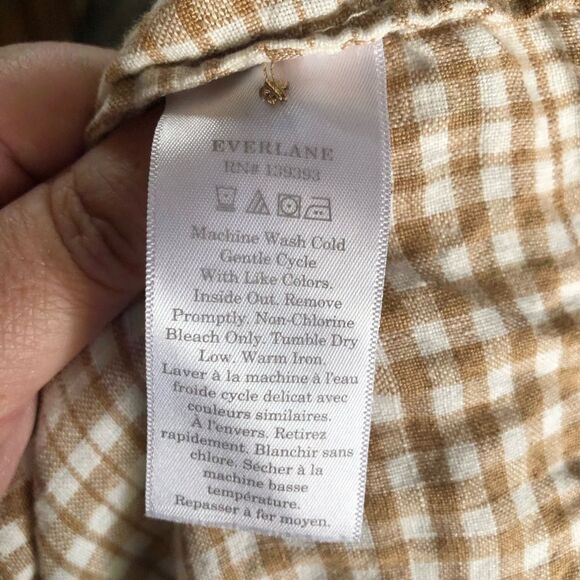 EVERLANE
RN# 139393
Machine Wash Cold
Gentle Cycle
With Like Colors.
Inside Out. Remove
Promptly. Non-Chlorine
Bleach Only. Tumble Dry
Low. Warm Iron.
Laver à la machine à l'eau
froide cycle delicat avec
couleurs similaires.
À l'envers. Retirez
rapidement. Blanchir sans
chlore. Sécher à la
machine basse
température.
Repasser à fer moyen.